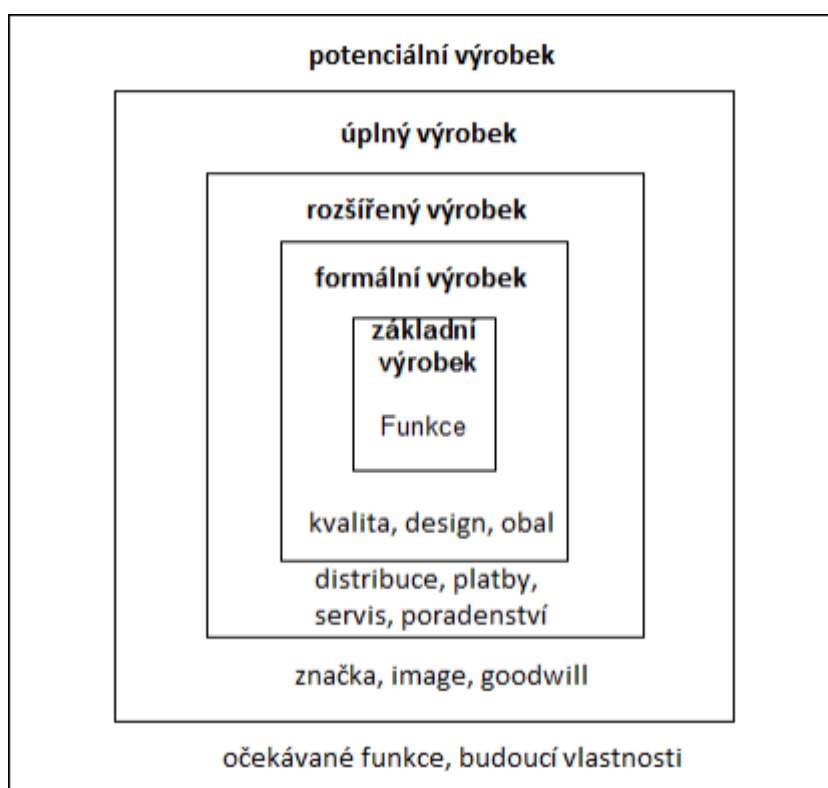 potenciální výrobek
úplný výrobek
rozšířený výrobek
formální výrobek
základní
výrobek
Funkce
kvalita, design, obal
distribuce, platby,
servis, poradenství
značka, image, goodwill
očekávané funkce, budoucí vlastnosti